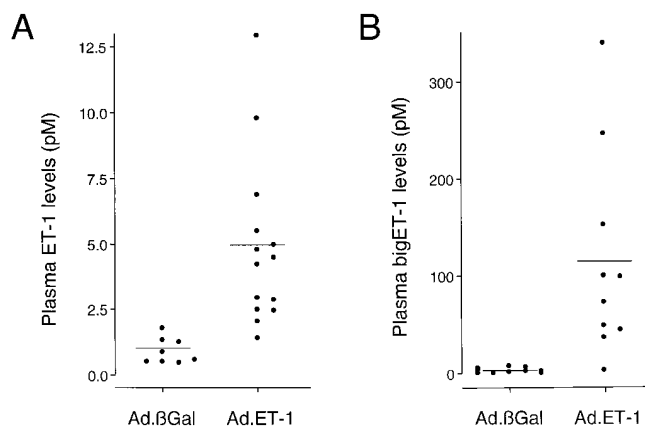 A
Plasma ET-1 levels (pM)
12.5
10.0
7.5
5.0
2.5
0.0
Ad.ßGal
Ad.ET-1
B
Plasma bigET-1 levels (pM)
300
200
100
0
Ad.ßGal
Ad.ET-1